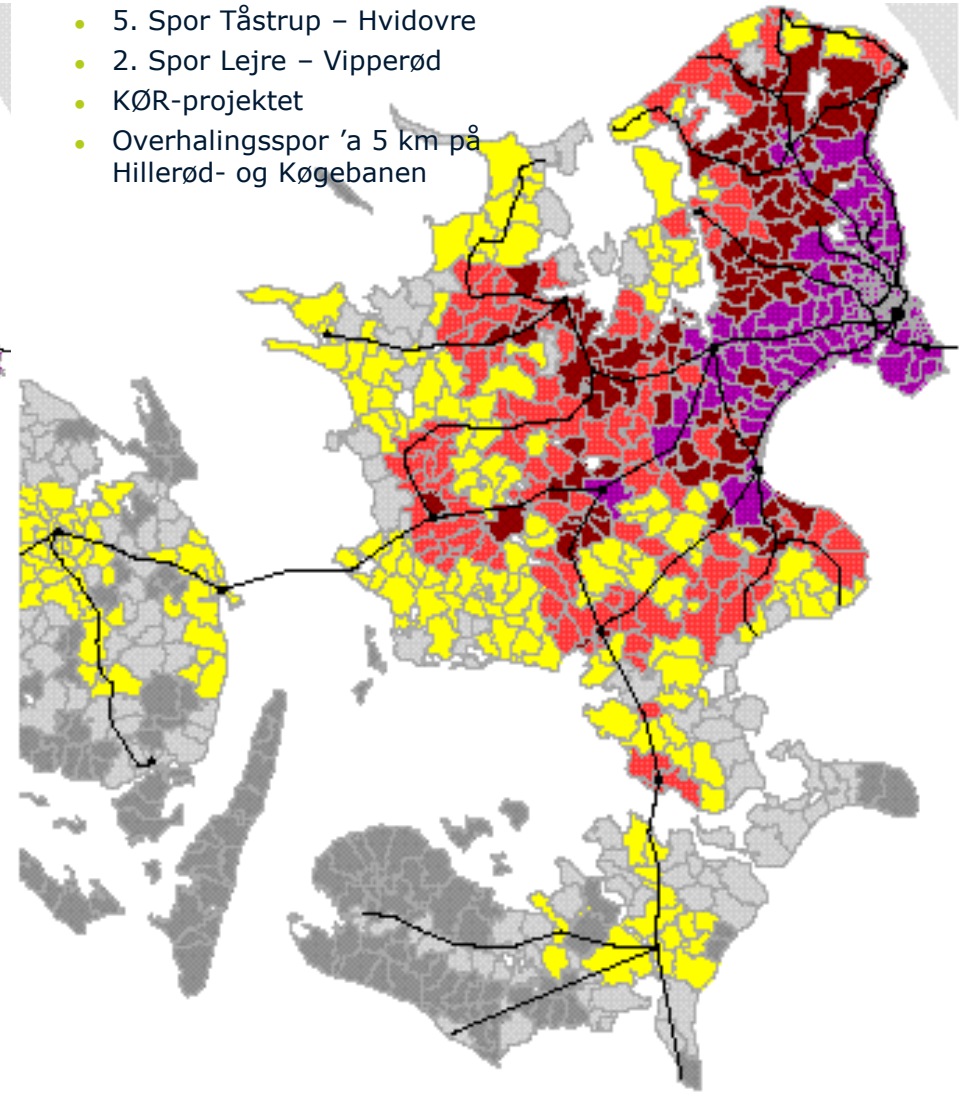 • 5. Spor Tåstrup – Hvidovre
• 2. Spor Lejre – Vipperød
• KØR-projektet
• Overhalingsspor ’a 5 km på
Hillerød- og Køgebanen